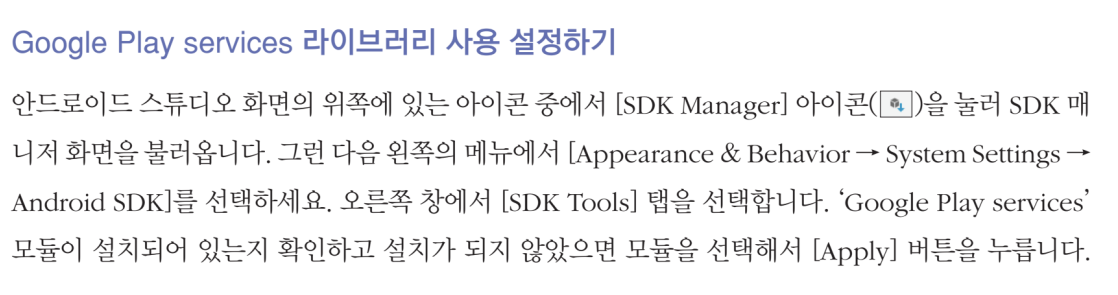 Google Play services 라이브러리 사용 설정하기
안드로이드 스튜디오 화면의 위쪽에 있는 아이콘 중에서 [SDK Manager] 아이콘( )을 눌러 SDK 매
니저 화면을 불러옵니다. 그런 다음 왼쪽의 메뉴에서 [Appearance & Behavior → System Settings →
Android SDK]를 선택하세요. 오른쪽 창에서 [SDK Tools] 탭을 선택합니다. ‘Google Play services’
모듈이 설치되어 있는지 확인하고 설치가 되지 않았으면 모듈을 선택해서 [Apply] 버튼을 누릅니다.